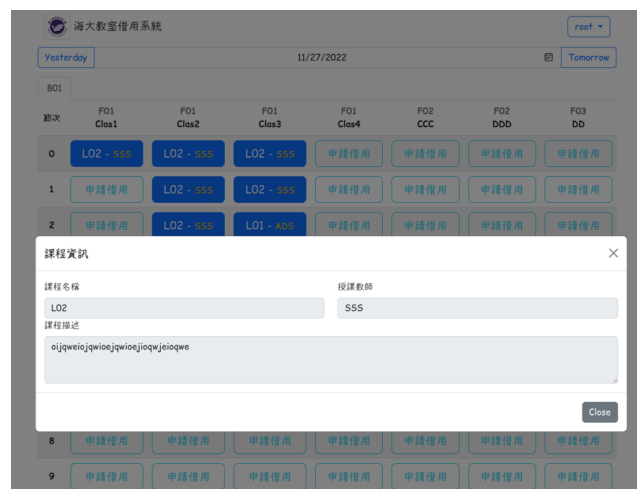 海大教室借用系統 root
Yesterday 11/27/2022 Tomorrow
B01
節次 F01 Clas1 F01 Clas2 F01 Clas3 F01 Clas4 F02 CCC F02 DDD F03 DD
0 L02 - SSS L02 - SSS L02 - SSS 申請借用 申請借用 申請借用 申請借用
1 申請借用 L02 - SSS L02 - SSS 申請借用 申請借用 申請借用 申請借用
2 申請借用 L02 - SSS L01 - ADS 申請借用 申請借用 申請借用 申請借用
課程資訊
課程名稱 授課教師
L02 SSS
課程描述
oijqweiojqwioejqwioejioqwjeioqwe
Close
8 申請借用 申請借用 申請借用 申請借用 申請借用 申請借用 申請借用
9 申請借用 申請借用 申請借用 申請借用 申請借用 申請借用 申請借用